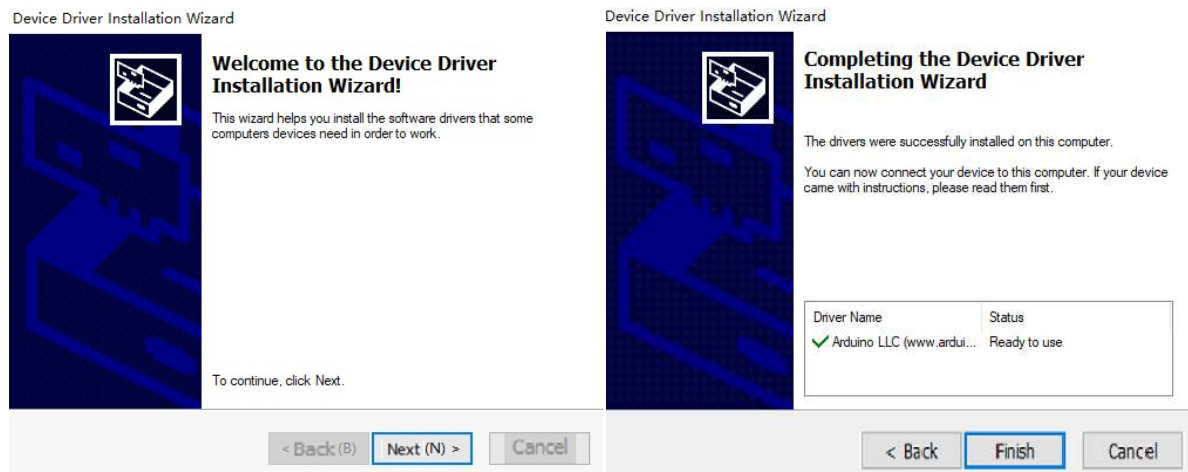 Device Driver Installation Wizard
Welcome to the Device Driver
Installation Wizard!
This wizard helps you install the software drivers that some
computers devices need in order to work.
To continue, click Next.
< Back (B)
Next (N) >
Cancel
Device Driver Installation Wizard
Completing the Device Driver
Installation Wizard
The drivers were successfully installed on this computer.
You can now connect your device to this computer. If your device
came with instructions, please read them first.
Driver Name Status
Arduino LLC (www.ardui... Ready to use
< Back
Finish
Cancel